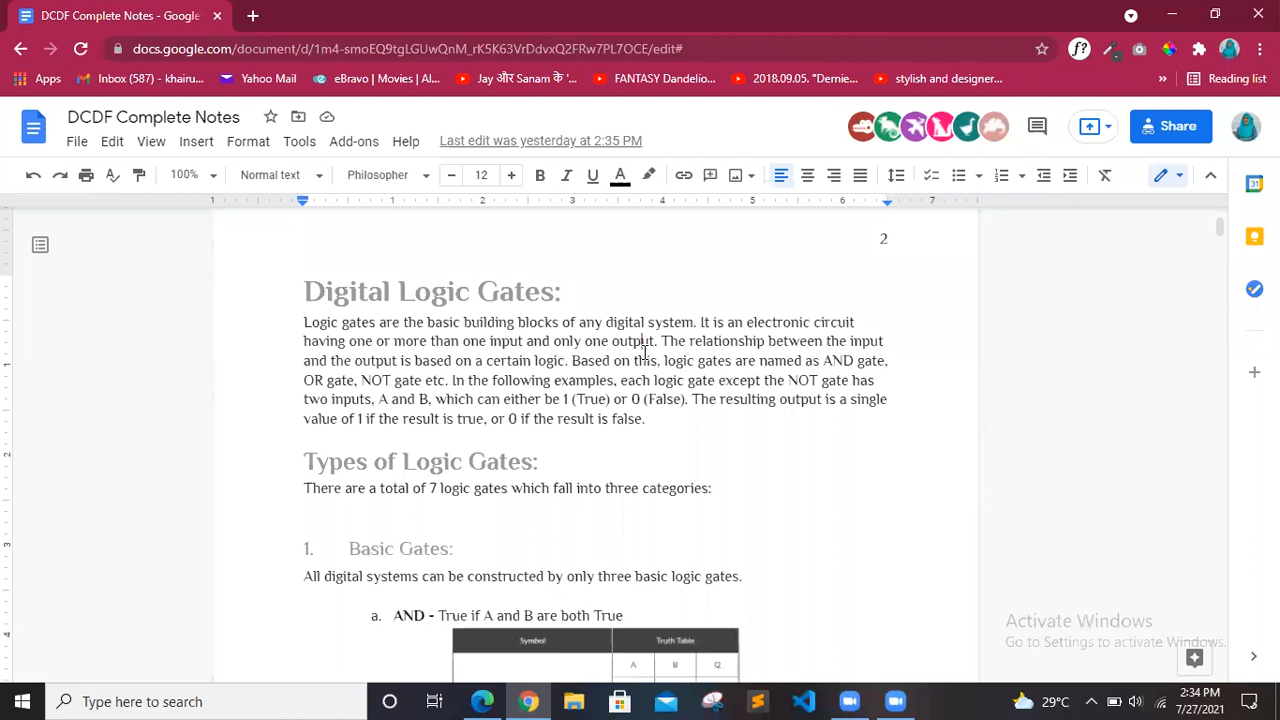 DCDF Complete Notes - Google Doc
docs.google.com/document/d/1m4-smoEQ9tgLGUwQnM_rK5K63VrDdvxQ2FRw7PL7OCE/edit#
Apps
Inbox (587) - khairu...
Yahoo Mail
eBravo | Movies | Al...
Jay और Sanam के '...
FANTASY Dandelio...
2018.09.05. "Dernie...
stylish and designer...
Reading list
DCDF Complete Notes
Share
File Edit View Insert Format Tools Add-ons Help
Last edit was yesterday at 2:35 PM
100% Normal text Philosopher 12
1 1 2 3 4 5 6 7
2
Digital Logic Gates:
Logic gates are the basic building blocks of any digital system. It is an electronic circuit
having one or more than one input and only one output. The relationship between the input
and the output is based on a certain logic. Based on this, logic gates are named as AND gate,
OR gate, NOT gate etc. In the following examples, each logic gate except the NOT gate has
two inputs, A and B, which can either be 1 (True) or 0 (False). The resulting output is a single
value of 1 if the result is true, or 0 if the result is false.
Types of Logic Gates:
There are a total of 7 logic gates which fall into three categories:
1. Basic Gates:
All digital systems can be constructed by only three basic logic gates.
a. AND - True if A and B are both True
Symbol Truth Table
A B Q
Activate Windows
Go to Settings to activate Windows.
Type here to search
29°C
2:34 PM
7/27/2021